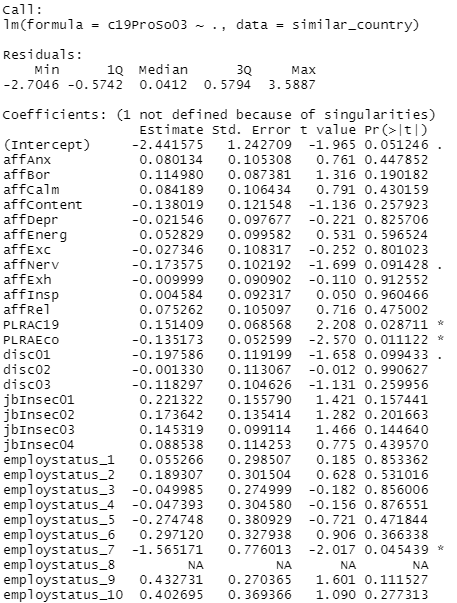 Call:
lm(formula = c19ProSo03 ~ ., data = similar_country)
Residuals:
Min 1Q Median 3Q Max
-2.7046 -0.5742 0.0412 0.5794 3.5887
Coefficients: (1 not defined because of singularities)
Estimate Std. Error t value Pr(>|t|)
(Intercept) -2.441575 1.242709 -1.965 0.051246 .
affAnx 0.080134 0.105308 0.761 0.447852
affBor 0.114980 0.087381 1.316 0.190182
affCalm 0.084189 0.106434 0.791 0.430159
affContent -0.138019 0.121548 -1.136 0.257923
affDepr -0.021546 0.097677 -0.221 0.825706
affEnerg 0.052829 0.099582 0.531 0.596524
affExc -0.027346 0.108317 -0.252 0.801023
affNerv -0.173575 0.102192 -1.699 0.091428 .
affExh -0.009999 0.090902 -0.110 0.912552
affInsp 0.004584 0.092317 0.050 0.960466
affRel 0.075262 0.105097 0.716 0.475002
PLRAC19 0.151409 0.068568 2.208 0.028711 *
PLRAEco -0.135173 0.052599 -2.570 0.011122 *
disc01 -0.197586 0.119199 -1.658 0.099433 .
disc02 -0.001330 0.113067 -0.012 0.990627
disc03 -0.118297 0.104626 -1.131 0.259956
jbInsec01 0.221322 0.155790 1.421 0.157441
jbInsec02 0.173642 0.135414 1.282 0.201663
jbInsec03 0.145319 0.099114 1.466 0.144640
jbInsec04 0.088538 0.114253 0.775 0.439570
employstatus_1 0.055266 0.298507 0.185 0.853362
employstatus_2 0.189307 0.301504 0.628 0.531016
employstatus_3 -0.049985 0.274999 -0.182 0.856006
employstatus_4 -0.047393 0.304580 -0.156 0.876551
employstatus_5 -0.274748 0.380929 -0.721 0.471844
employstatus_6 0.297120 0.327938 0.906 0.366338
employstatus_7 -1.565171 0.776013 -2.017 0.045439 *
employstatus_8 NA NA NA NA
employstatus_9 0.432731 0.270365 1.601 0.111527
employstatus_10 0.402695 0.369366 1.090 0.277313